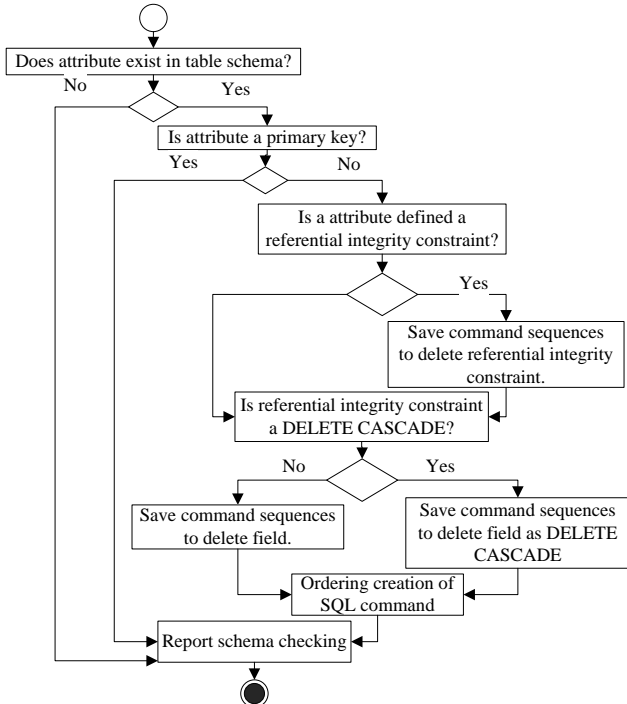 Does attribute exist in table schema?
No
Yes
Is attribute a primary key?
Yes
No
Is a attribute defined a
referential integrity constraint?
Yes
Save command sequences
to delete referential integrity
constraint.
Is referential integrity constraint
a DELETE CASCADE?
No
Yes
Save command sequences
to delete field.
Save command sequences
to delete field as DELETE
CASCADE
Ordering creation of
SQL command
Report schema checking